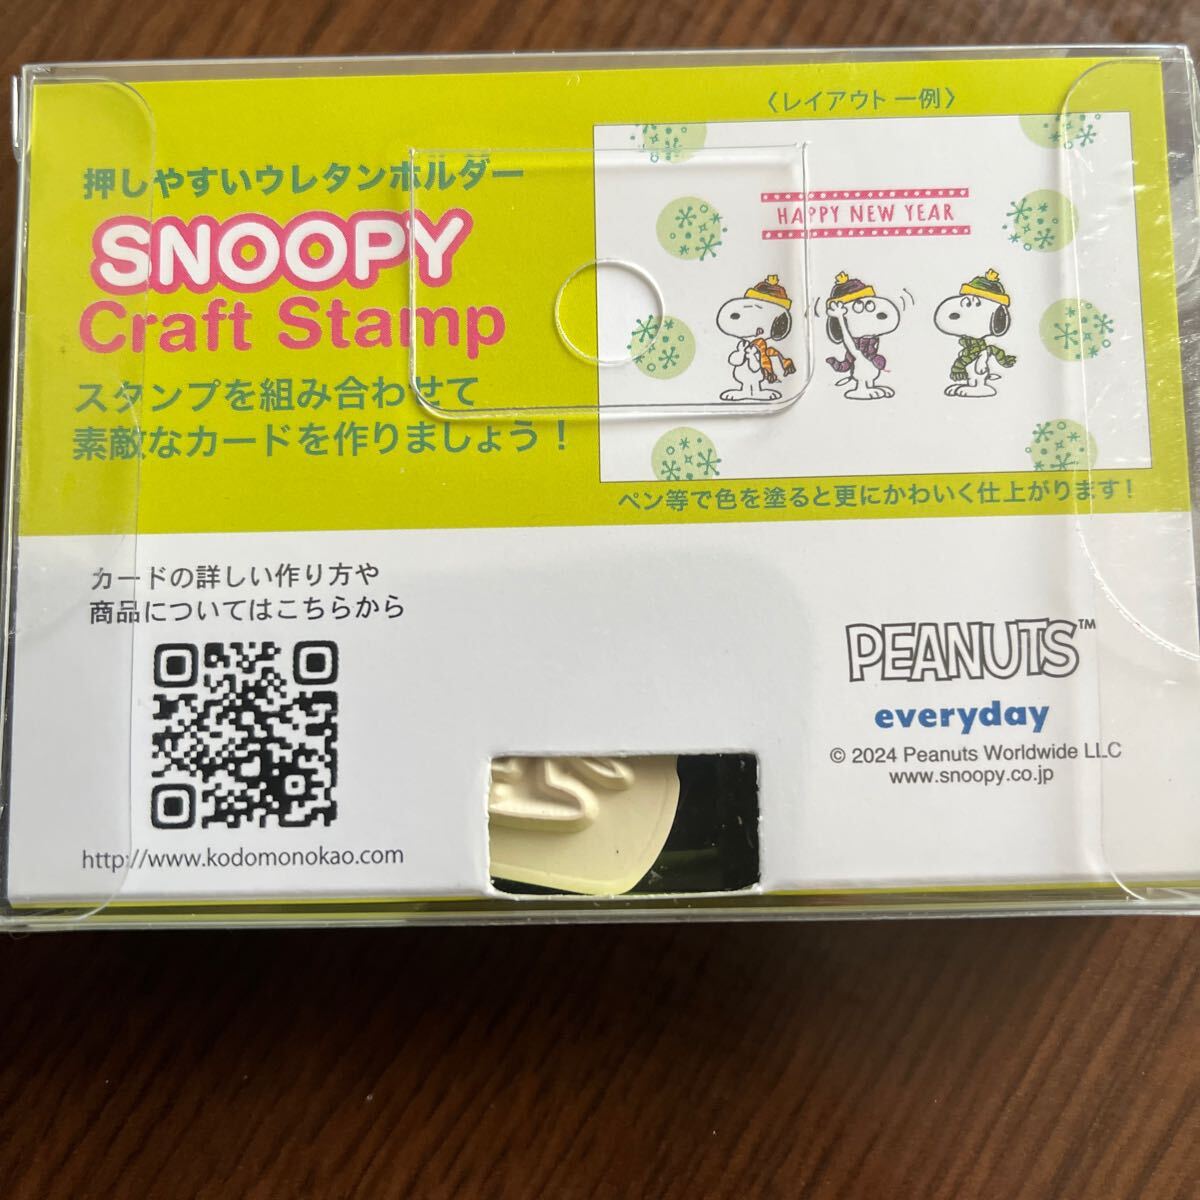 押しやすいウレタンホルダー
SNOOPY
Craft Stamp
スタンプを組み合わせて
素敵なカードを作りましょう！
〈レイアウト一例〉
HAPPY NEW YEAR
ペン等で色を塗ると更にかわいく仕上がります！
カードの詳しい作り方や
商品についてはこちらから
http://www.kodomonokao.com
PEANUTS™
everyday
© 2024 Peanuts Worldwide LLC
www.snoopy.co.jp